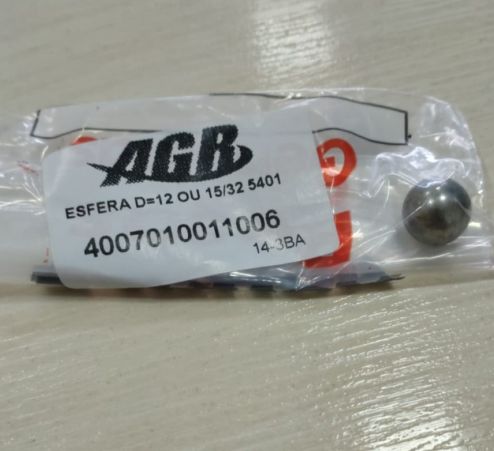 AGR
ESFERA D=12 OU 15/32 5401
4007010011006
14-3BA
G